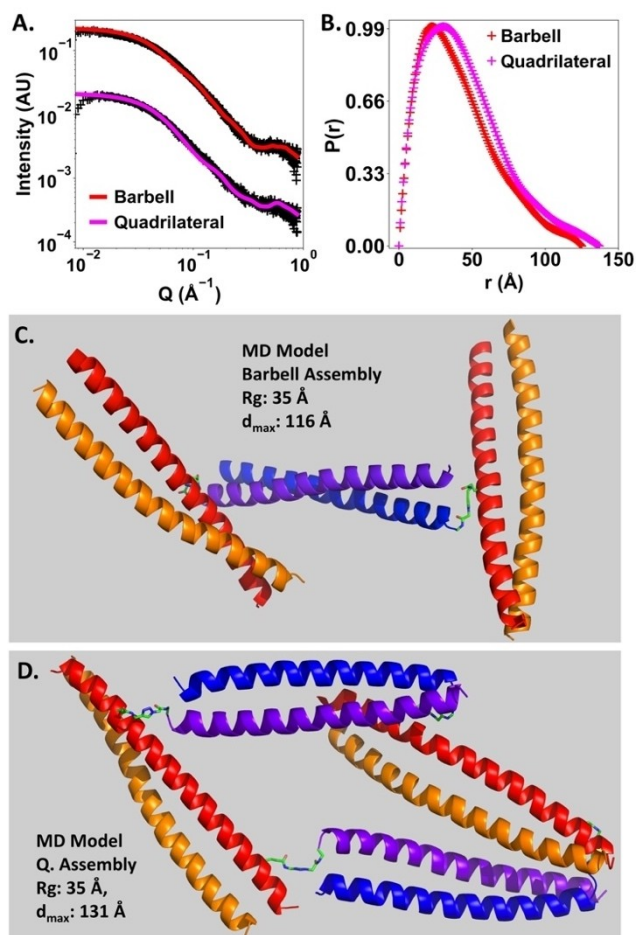 A.
10⁻¹
10⁻²
10⁻³
10⁻⁴
Intensity (AU)
Barbell
Quadrilateral
10⁻²
10⁻¹
10⁰
Q (Å⁻¹)
B.
0.99
0.66
0.33
0.00
P(r)
Barbell
Quadrilateral
0
50
100
150
r (Å)
C.
MD Model
Barbell Assembly
Rg: 35 Å
dmax: 116 Å
D.
MD Model
Q. Assembly
Rg: 35 Å,
dmax: 131 Å